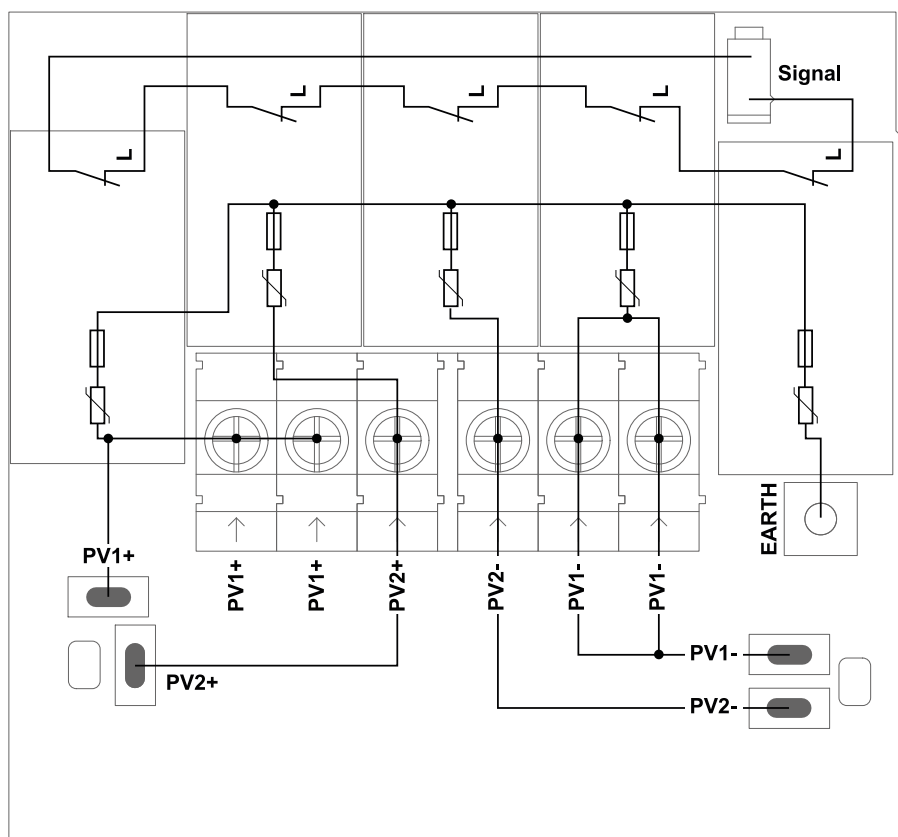 Signal
L
L
L
L
L
EARTH
PV1+
PV1+
PV1+
PV2+
PV2-
PV1-
PV1-
PV2+
PV1-
PV2-